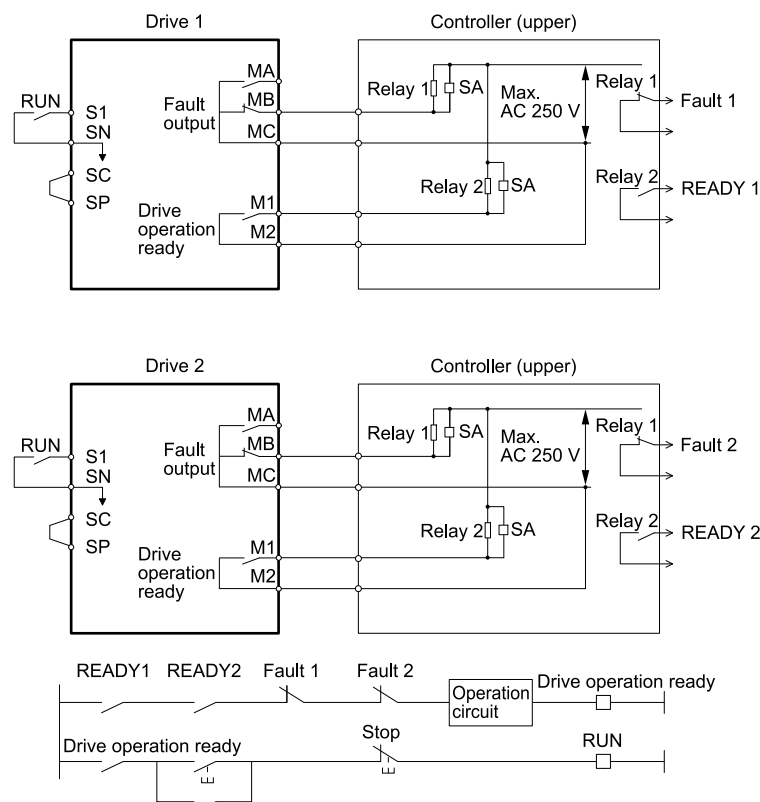 Drive 1
Controller (upper)
MA
Relay 1
SA
Max.
AC 250 V
Relay 1
Fault 1
RUN
S1
Fault
output
MB
SN
MC
SC
SP
Relay 2
SA
Relay 2
READY 1
Drive
operation
ready
M1
M2
Drive 2
Controller (upper)
MA
Relay 1
SA
Max.
AC 250 V
Relay 1
Fault 2
RUN
S1
Fault
output
MB
SN
MC
SC
SP
Relay 2
SA
Relay 2
READY 2
Drive
operation
ready
M1
M2
READY1
READY2
Fault 1
Fault 2
Operation
circuit
Drive operation ready
Drive operation ready
Stop
RUN